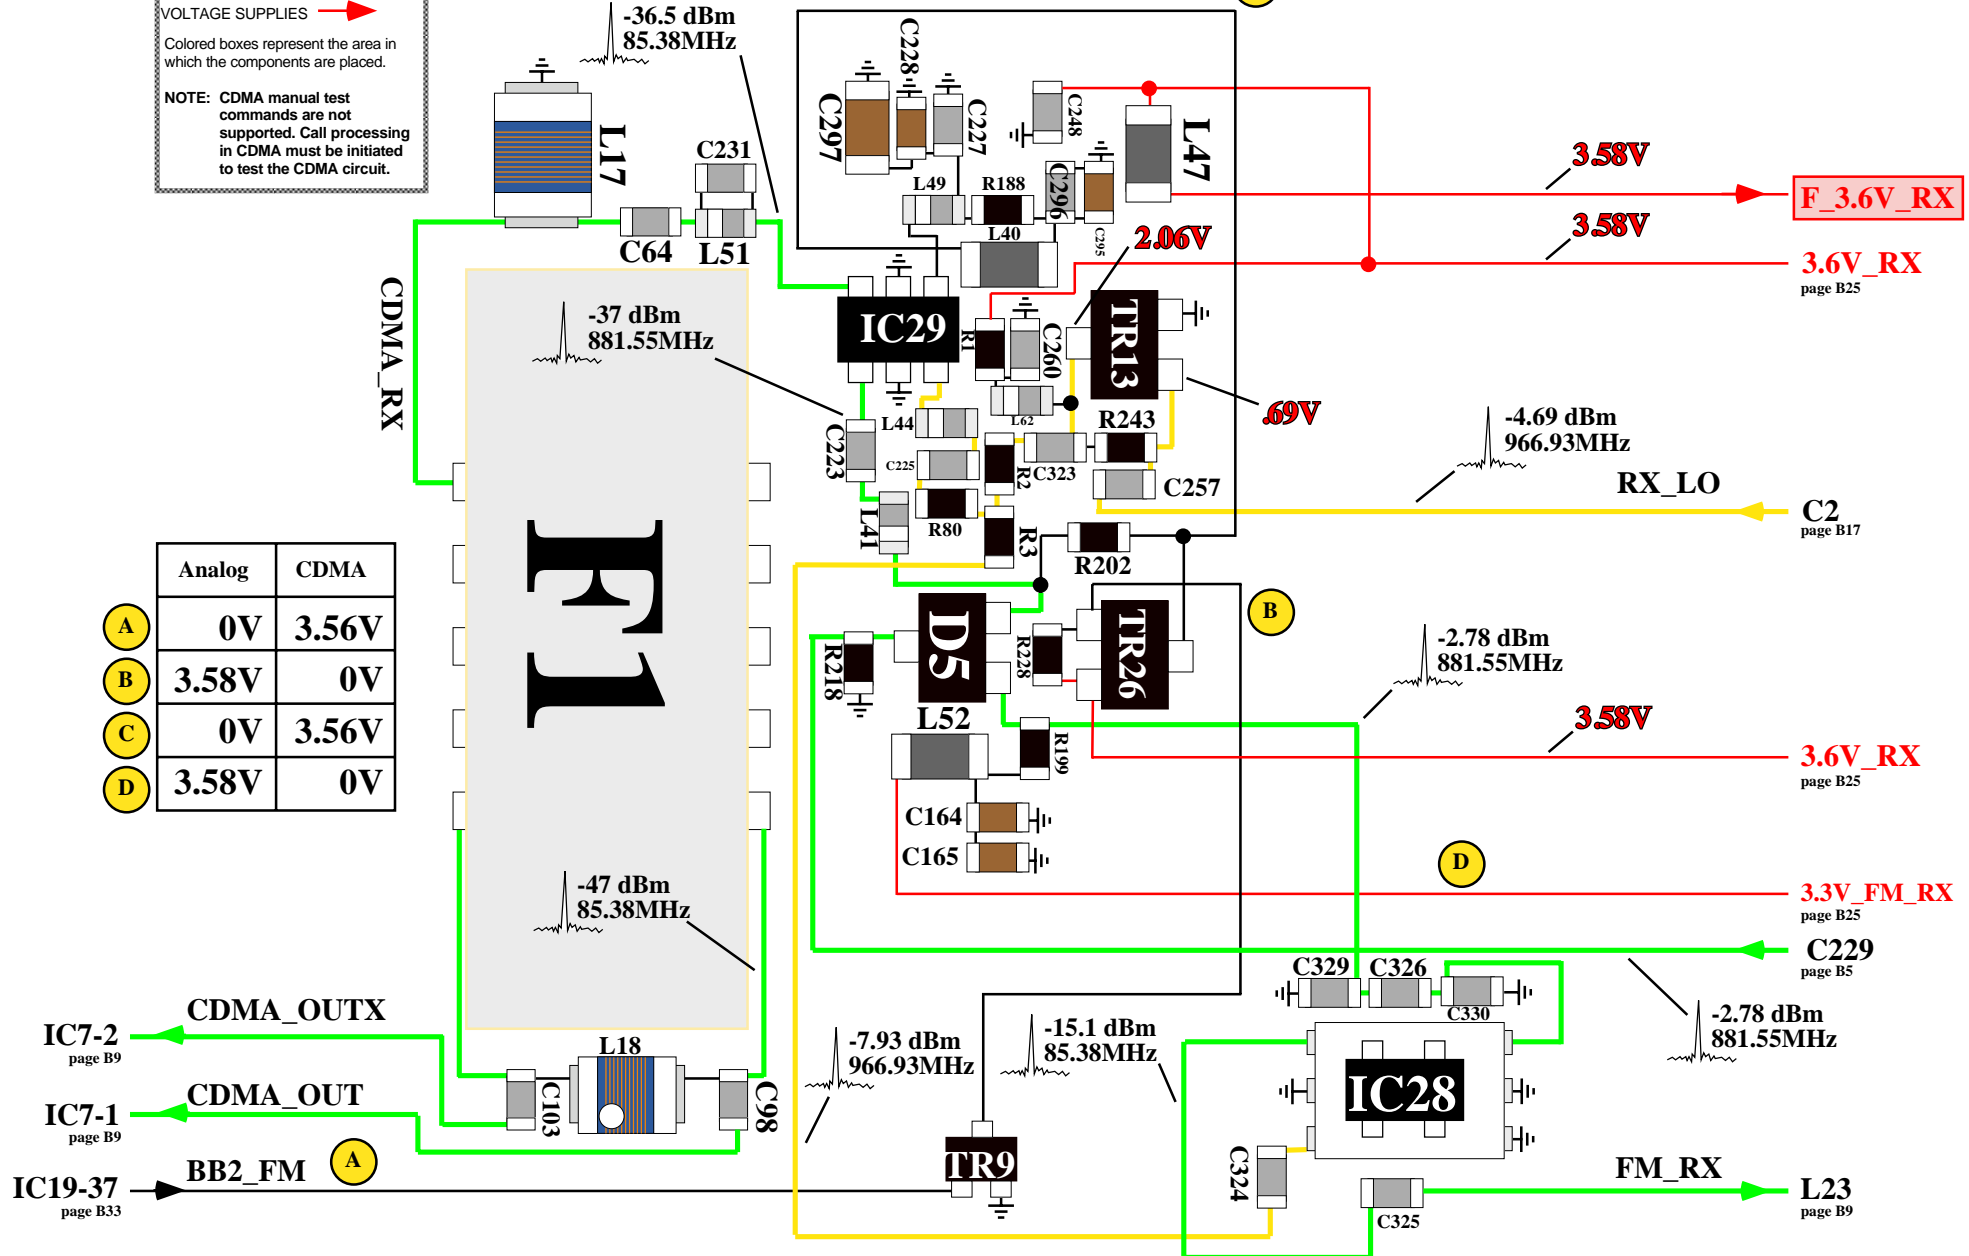 VOLTAGE SUPPLIES
Colored boxes represent the area in
which the components are placed.
NOTE: CDMA manual test
commands are not
supported. Call processing
in CDMA must be initiated
to test the CDMA circuit.
-36.5 dBm
85.38MHz
L17
C231
C64
L51
CDMA_RX
C297
C228
C227
C248
L47
L49
R188
C296
C295
L40
2.06V
3.58V
F_3.6V_RX
3.58V
3.6V_RX
page B25
-37 dBm
881.55MHz
IC29
R1
C260
TR13
L62
.69V
L44
C223
C225
R80
R2
C323
R243
C257
L41
R3
R202
-4.69 dBm
966.93MHz
RX_LO
C2
page B17
F1
Analog CDMA
A 0V 3.56V
B 3.58V 0V
C 0V 3.56V
D 3.58V 0V
B
D5
R218
R228
TR26
L52
R199
-2.78 dBm
881.55MHz
3.58V
3.6V_RX
page B25
C164
C165
D
3.3V_FM_RX
page B25
C229
page B5
-47 dBm
85.38MHz
C329
C326
C330
-2.78 dBm
881.55MHz
IC7-2
page B9
CDMA_OUTX
L18
C103
C98
IC7-1
page B9
CDMA_OUT
-7.93 dBm
966.93MHz
-15.1 dBm
85.38MHz
IC28
IC19-37
page B33
BB2_FM
A
TR9
C324
C325
FM_RX
L23
page B9